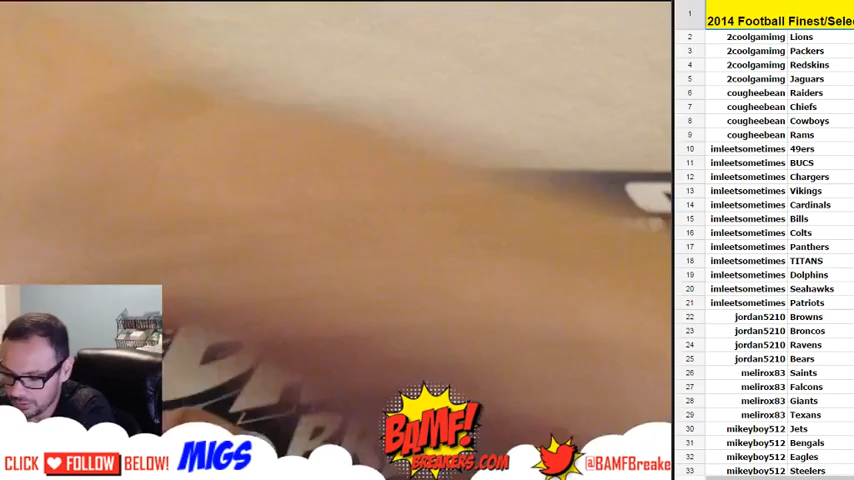 1 2014 Football Finest/Selec
2 2coolgamimg Lions
3 2coolgamimg Packers
4 2coolgamimg Redskins
5 2coolgamimg Jaguars
6 cougheebean Raiders
7 cougheebean Chiefs
8 cougheebean Cowboys
9 cougheebean Rams
10 imleetsometimes 49ers
11 imleetsometimes BUCS
12 imleetsometimes Chargers
13 imleetsometimes Vikings
14 imleetsometimes Cardinals
15 imleetsometimes Bills
16 imleetsometimes Colts
17 imleetsometimes Panthers
18 imleetsometimes TITANS
19 imleetsometimes Dolphins
20 imleetsometimes Seahawks
21 imleetsometimes Patriots
22 jordan5210 Browns
23 jordan5210 Broncos
24 jordan5210 Ravens
25 jordan5210 Bears
26 melirox83 Saints
27 melirox83 Falcons
28 melirox83 Giants
29 melirox83 Texans
30 mikeyboy512 Jets
31 mikeyboy512 Bengals
32 mikeyboy512 Eagles
33 mikeyboy512 Steelers
BAMF!
BREAKERS.COM
CLICK FOLLOW BELOW! MIGS @BAMFBreake